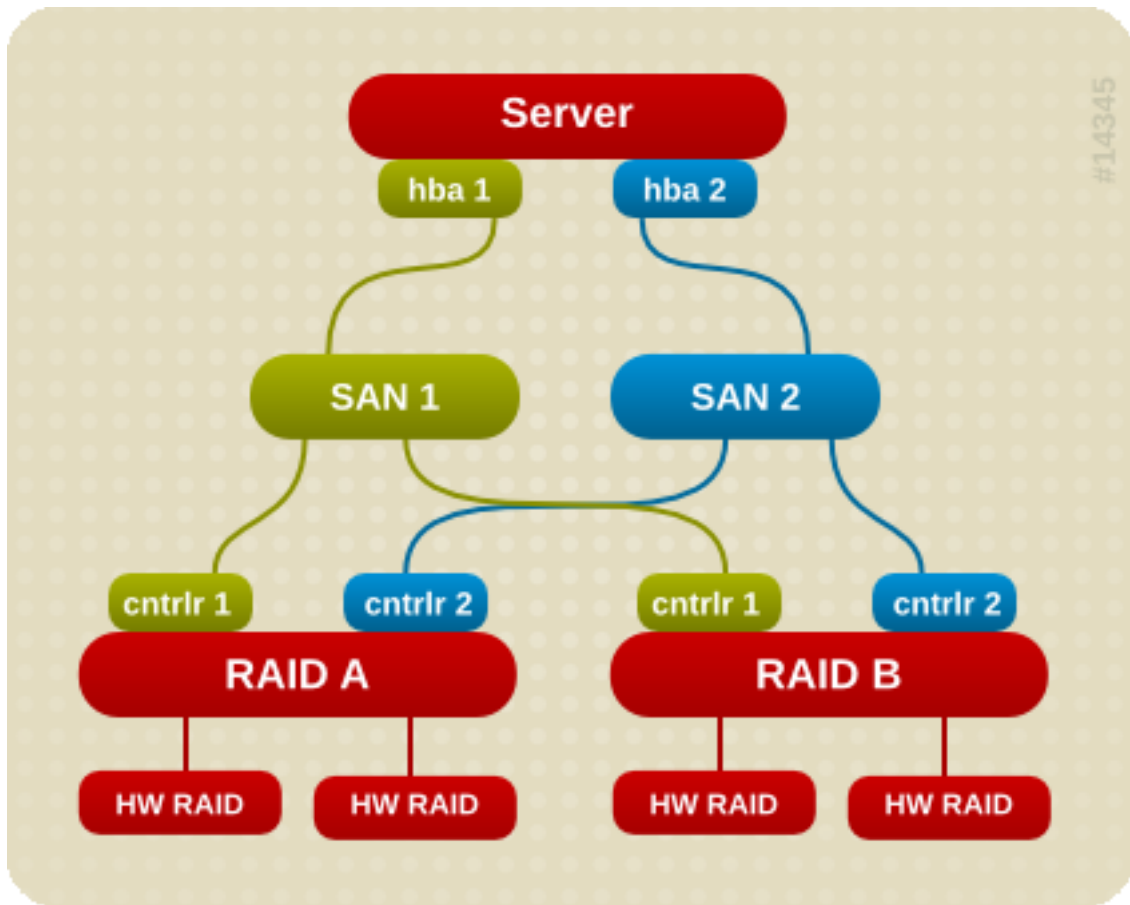 Server
#14345
hba 1
hba 2
SAN 1
SAN 2
cntrlr 1
cntrlr 2
cntrlr 1
cntrlr 2
RAID A
RAID B
HW RAID
HW RAID
HW RAID
HW RAID